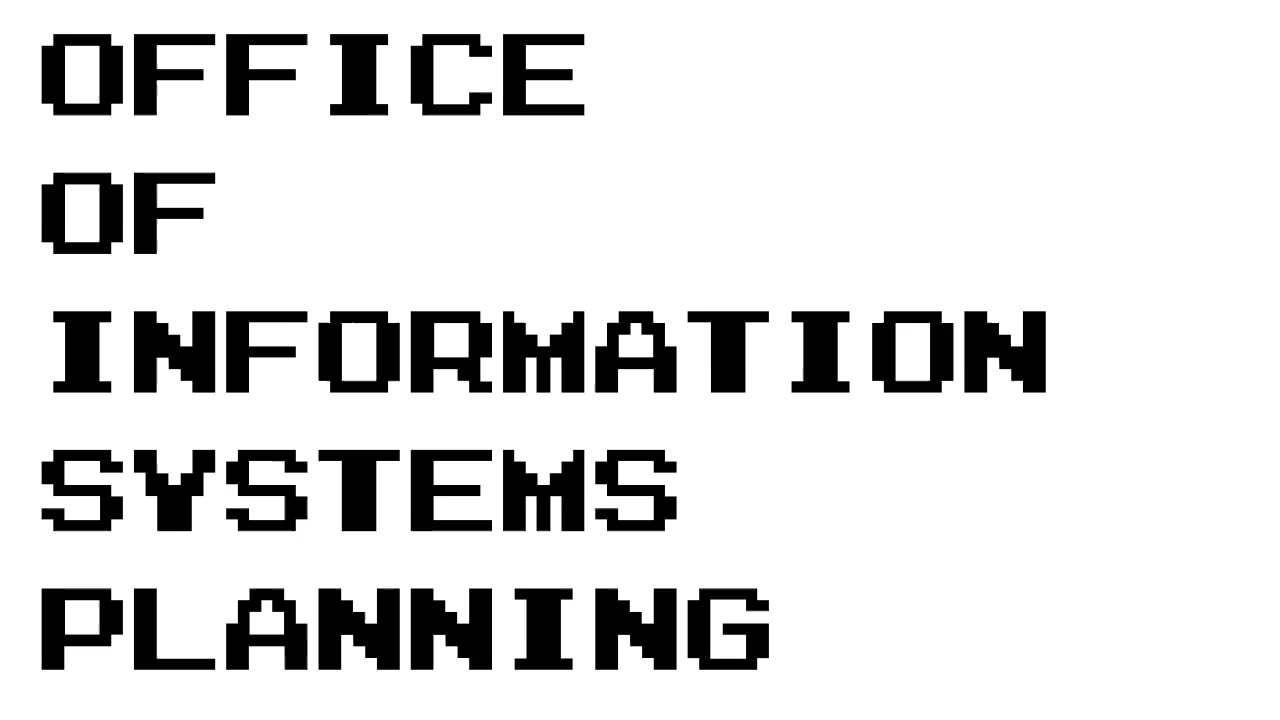 OFFICE
OF
INFORMATION
SYSTEMS
PLANNING